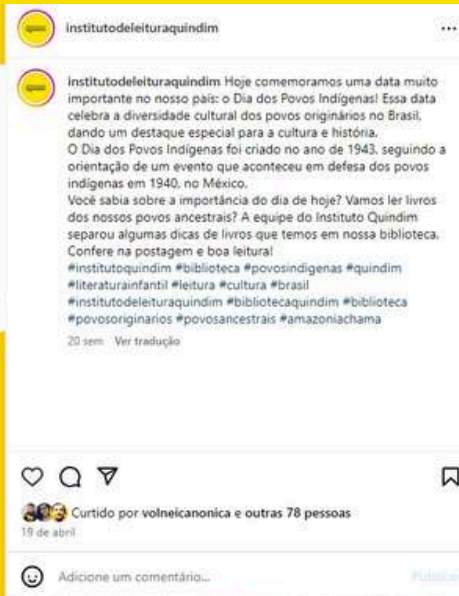 institutodeleituraquindim
institutodeleituraquindim Hoje comemoramos uma data muito
importante no nosso país: o Dia dos Povos Indígenas! Essa data
celebra a diversidade cultural dos povos originários no Brasil,
dando um destaque especial para a cultura e história.
O Dia dos Povos Indígenas foi criado no ano de 1943, seguindo a
orientação de um evento que aconteceu em defesa dos povos
indígenas em 1940, no México.
Você sabia sobre a importância do dia de hoje? Vamos ler livros
dos nossos povos ancestrais? A equipe do Instituto Quindim
separou algumas dicas de livros que temos em nossa biblioteca.
Confere na postagem e boa leitura!
#institutoquindim #biblioteca #povosindigenas #quindim
#literaturainfantil #leitura #cultura #brasil
#institutodeleituraquindim #bibliotecaquindim #biblioteca
#povosoriginarios #povosancestrais #amazoniachama
20 sem Ver tradução
Curtido por volneicanonica e outras 78 pessoas
19 de abril
Adicione um comentário...
Publicar